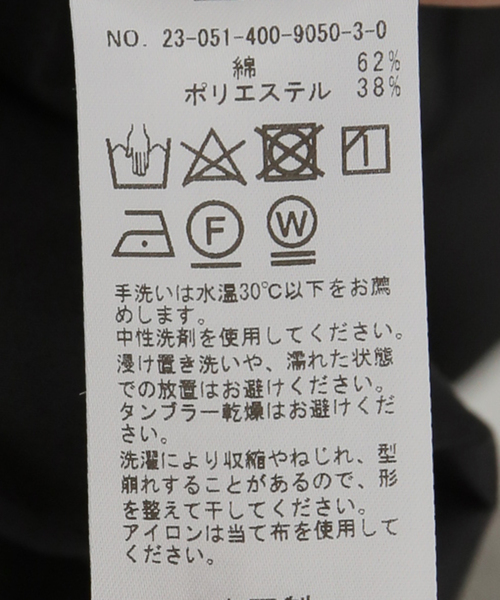 NO. 23-051-400-9050-3-0
綿 62%
ポリエステル 38%
F W
手洗いは水温30℃以下をお薦
めします。
中性洗剤を使用してください。
浸け置き洗いや、濡れた状態
での放置はお避けください。
タンブラー乾燥はお避けくだ
さい。
洗濯により収縮やねじれ、型
崩れすることがあるので、形
を整えて干してください。
アイロンは当て布を使用して
ください。